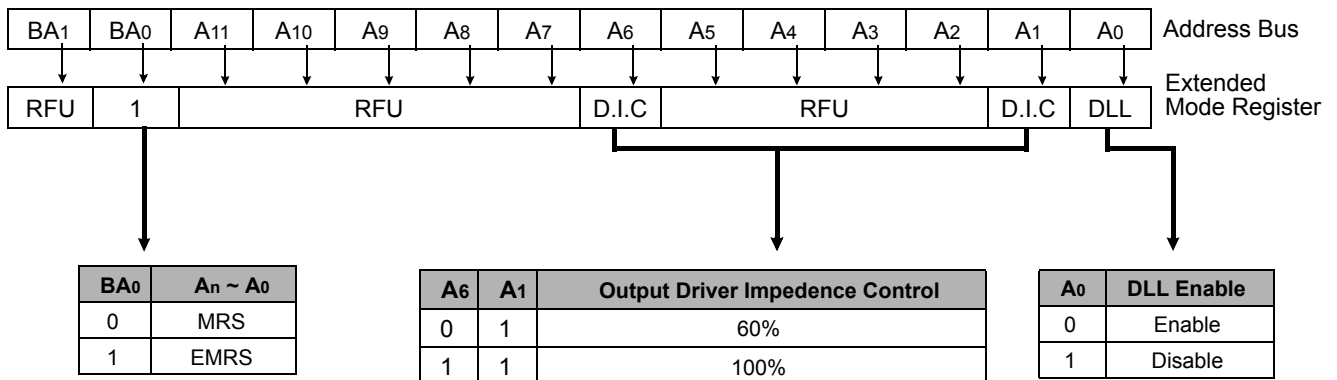 BA1 BA0 A11 A10 A9 A8 A7 A6 A5 A4 A3 A2 A1 A0 Address Bus
RFU 1 RFU D.I.C RFU D.I.C DLL Extended
Mode Register
BA0 An ~ A0
0 MRS
1 EMRS
A6 A1 Output Driver Impedence Control
0 1 60%
1 1 100%
A0 DLL Enable
0 Enable
1 Disable